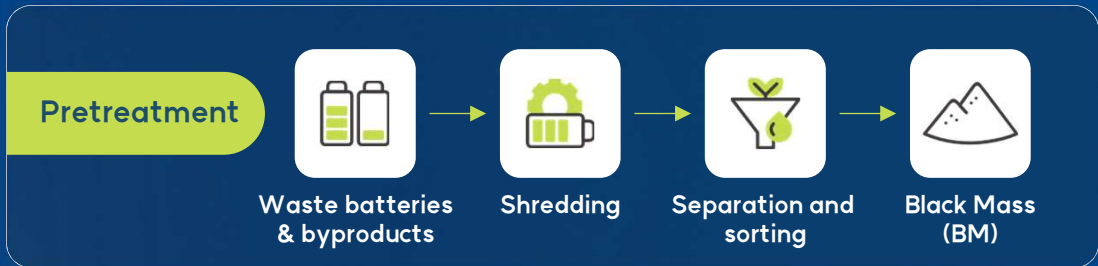 Pretreatment
Waste batteries
& byproducts
Shredding
Separation and
sorting
Black Mass
(BM)